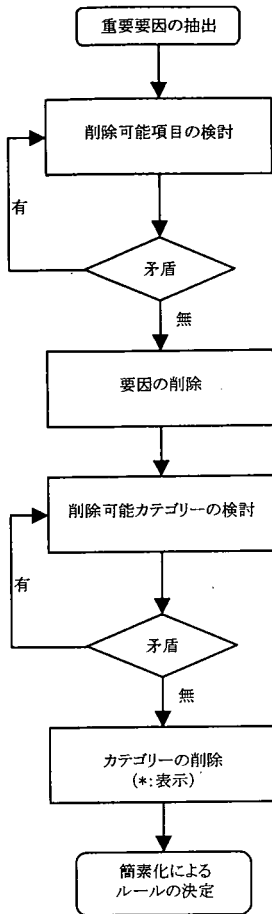 重要要因の抽出
削除可能項目の検討
有
矛盾
無
要因の削除
削除可能カテゴリーの検討
有
矛盾
無
カテゴリーの削除
(*:表示)
簡素化による
ルールの決定